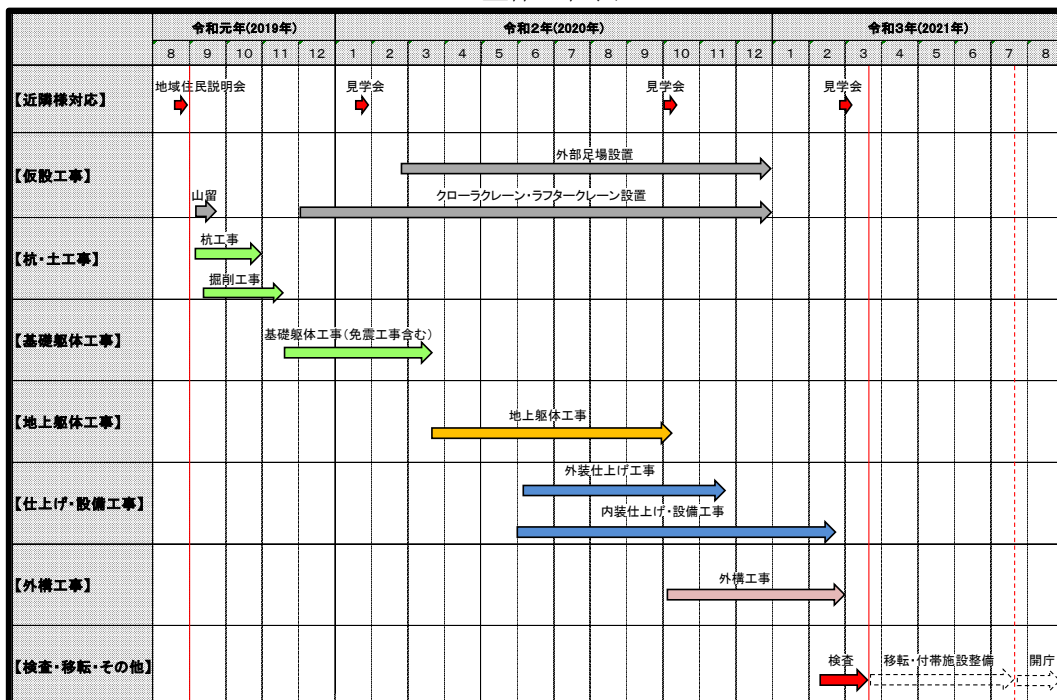 令和元年(2019年) 令和2年(2020年) 令和3年(2021年)
8 9 10 11 12 1 2 3 4 5 6 7 8 9 10 11 12 1 2 3 4 5 6 7 8
【近隣様対応】 地域住民説明会 見学会 見学会 見学会
外部足場設置
【仮設工事】
山留 クローラクレーン・ラフタークレーン設置
杭工事
【杭・土工事】
掘削工事
【基礎躯体工事】 基礎躯体工事(免震工事含む)
【地上躯体工事】 地上躯体工事
外装仕上げ工事
【仕上げ・設備工事】
内装仕上げ・設備工事
【外構工事】 外構工事
【検査・移転・その他】 検査 移転・付帯施設整備 開庁